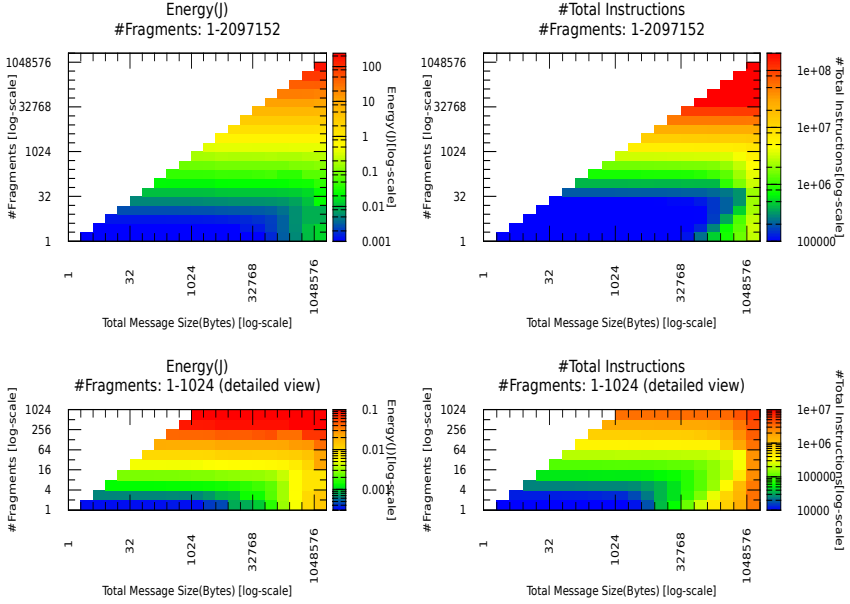 Energy(J)
#Fragments: 1-2097152
#Fragments [log-scale]
1048576
32768
1024
32
1
1
32
1024
32768
1048576
Total Message Size(Bytes) [log-scale]
100
10
1
0.1
0.01
0.001
Energy(J)[log-scale]
#Total Instructions
#Fragments: 1-2097152
#Fragments [log-scale]
1048576
32768
1024
32
1
1
32
1024
32768
1048576
Total Message Size(Bytes) [log-scale]
1e+08
1e+07
1e+06
100000
#Total Instructions[log-scale]
Energy(J)
#Fragments: 1-1024 (detailed view)
#Fragments [log-scale]
1024
256
64
16
4
1
1
32
1024
32768
1048576
Total Message Size(Bytes) [log-scale]
0.1
0.01
0.001
Energy(J)[log-scale]
#Total Instructions
#Fragments: 1-1024 (detailed view)
#Fragments [log-scale]
1024
256
64
16
4
1
1
32
1024
32768
1048576
Total Message Size(Bytes) [log-scale]
1e+07
1e+06
100000
10000
#Total Instructions[log-scale]